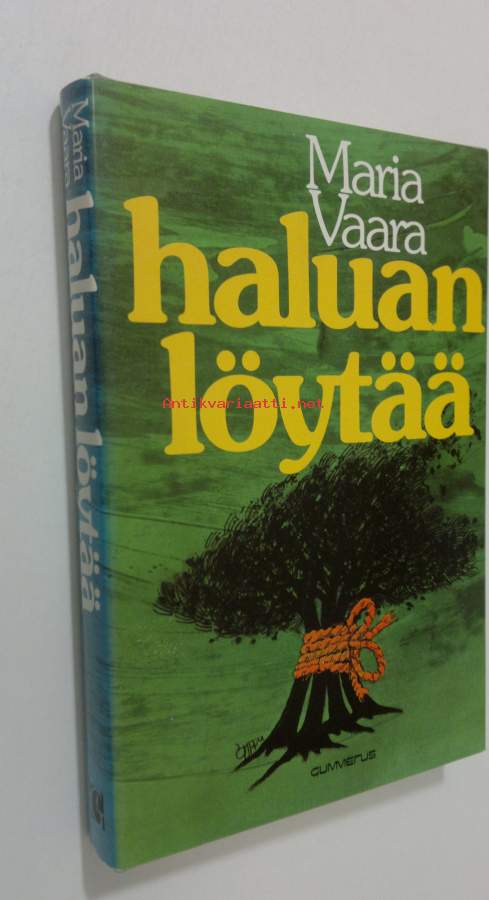 Maria
Vaara
haluan
löytää
Antikvariaatti.net
GUMMERUS
Maria
Vaara
haluan löytää